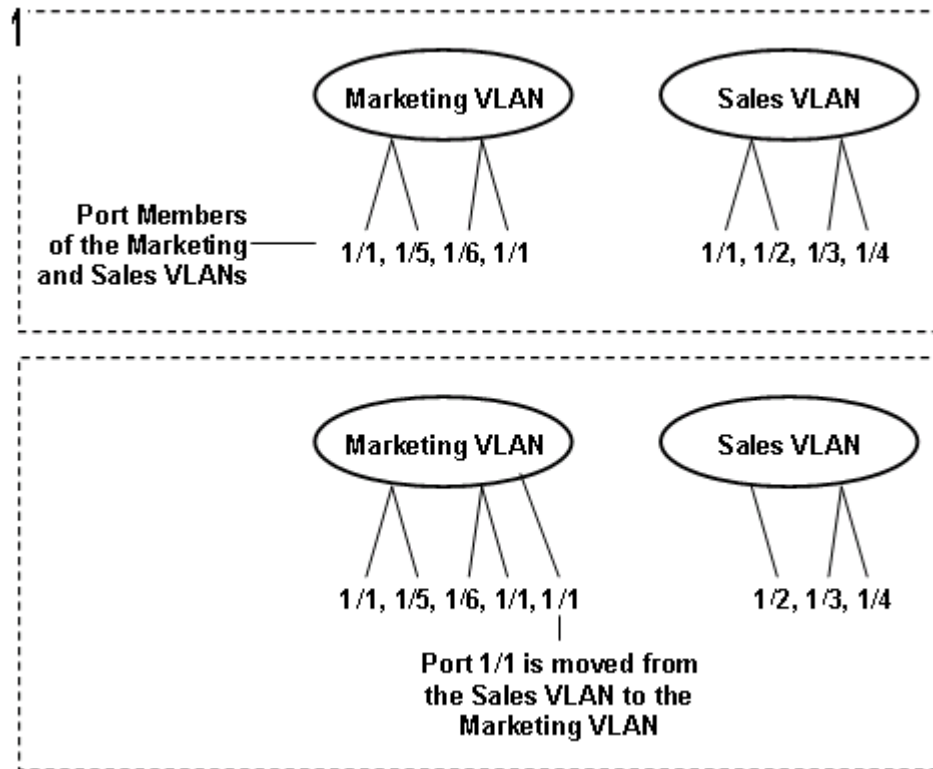 1
Marketing VLAN
Sales VLAN
Port Members
of the Marketing
and Sales VLANs
1/1, 1/5, 1/6, 1/1
1/1, 1/2, 1/3, 1/4
Marketing VLAN
Sales VLAN
1/1, 1/5, 1/6, 1/1, 1/1
1/2, 1/3, 1/4
Port 1/1 is moved from
the Sales VLAN to the
Marketing VLAN